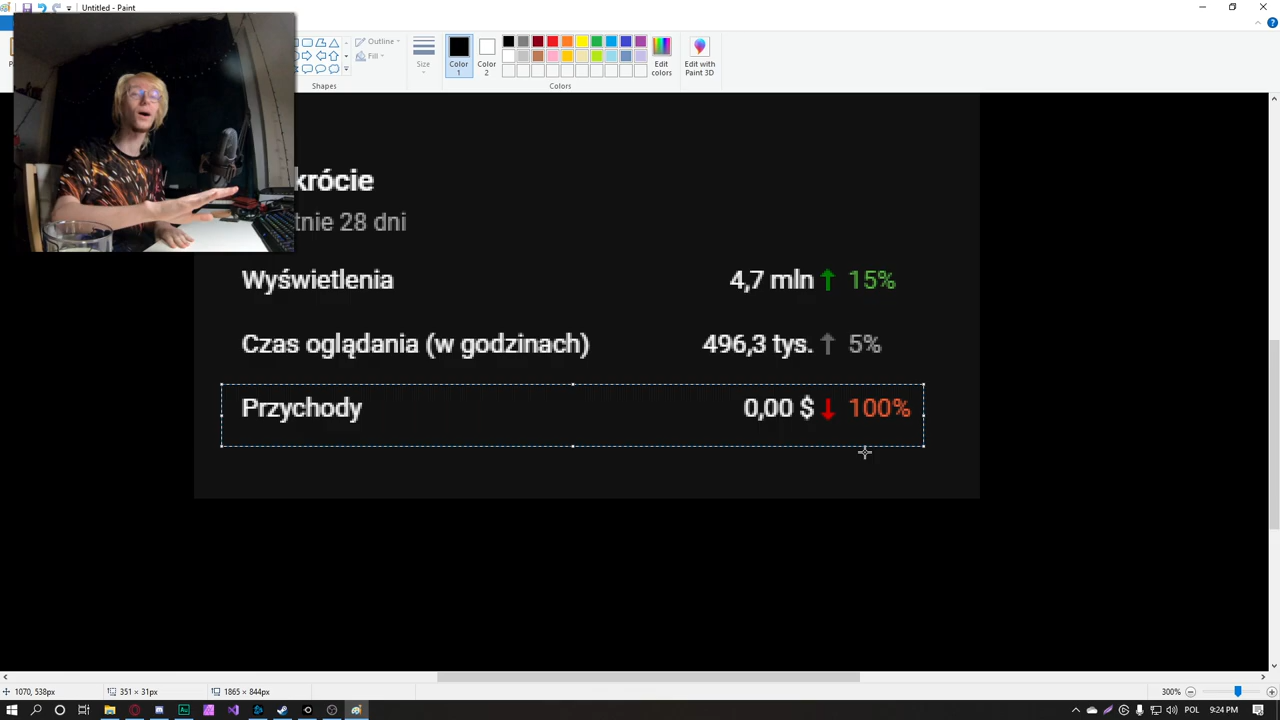 Untitled - Paint
Outline
Fill
Shapes
Size
Color 1
Color 2
Edit colors
Edit with Paint 3D
Colors
krócie
tnie 28 dni
Wyświetlenia 4,7 mln ↑ 15%
Czas oglądania (w godzinach) 496,3 tys. ↑ 5%
Przychody 0,00 $ ↓ 100%
1070, 538px
351 × 31px
1865 × 844px
300%
POL
9:24 PM